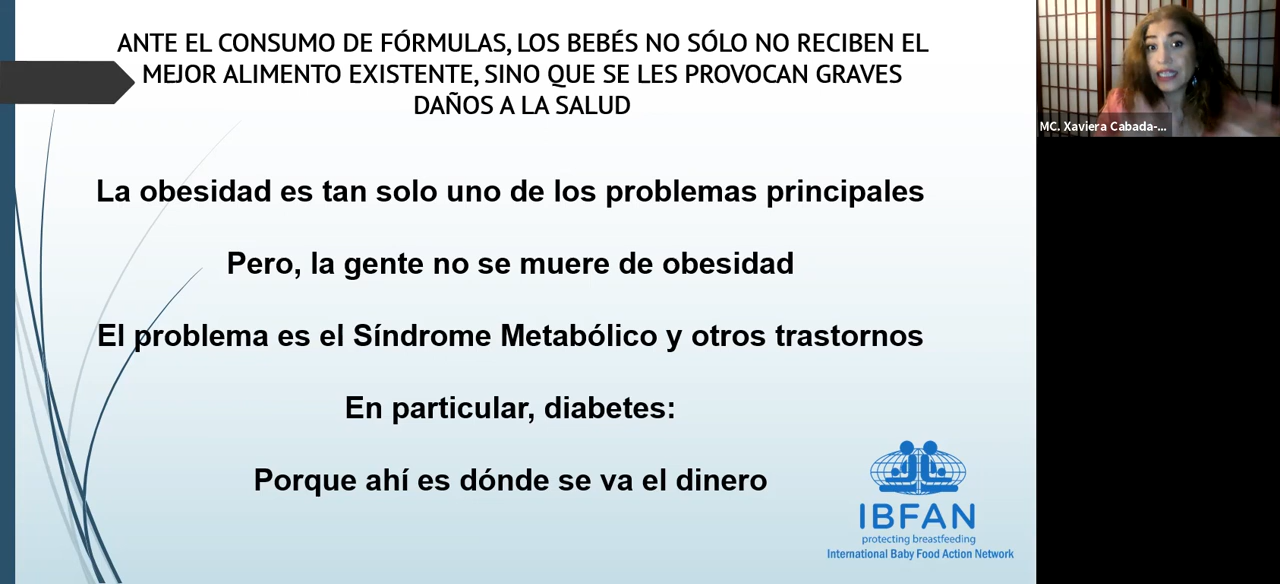 ANTE EL CONSUMO DE FÓRMULAS, LOS BEBÉS NO SÓLO NO RECIBEN EL
MEJOR ALIMENTO EXISTENTE, SINO QUE SE LES PROVOCAN GRAVES
DAÑOS A LA SALUD
MC. Xaviera Cabada-...
La obesidad es tan solo uno de los problemas principales
Pero, la gente no se muere de obesidad
El problema es el Síndrome Metabólico y otros trastornos
En particular, diabetes:
Porque ahí es dónde se va el dinero
IBFAN
protecting breastfeeding
International Baby Food Action Network